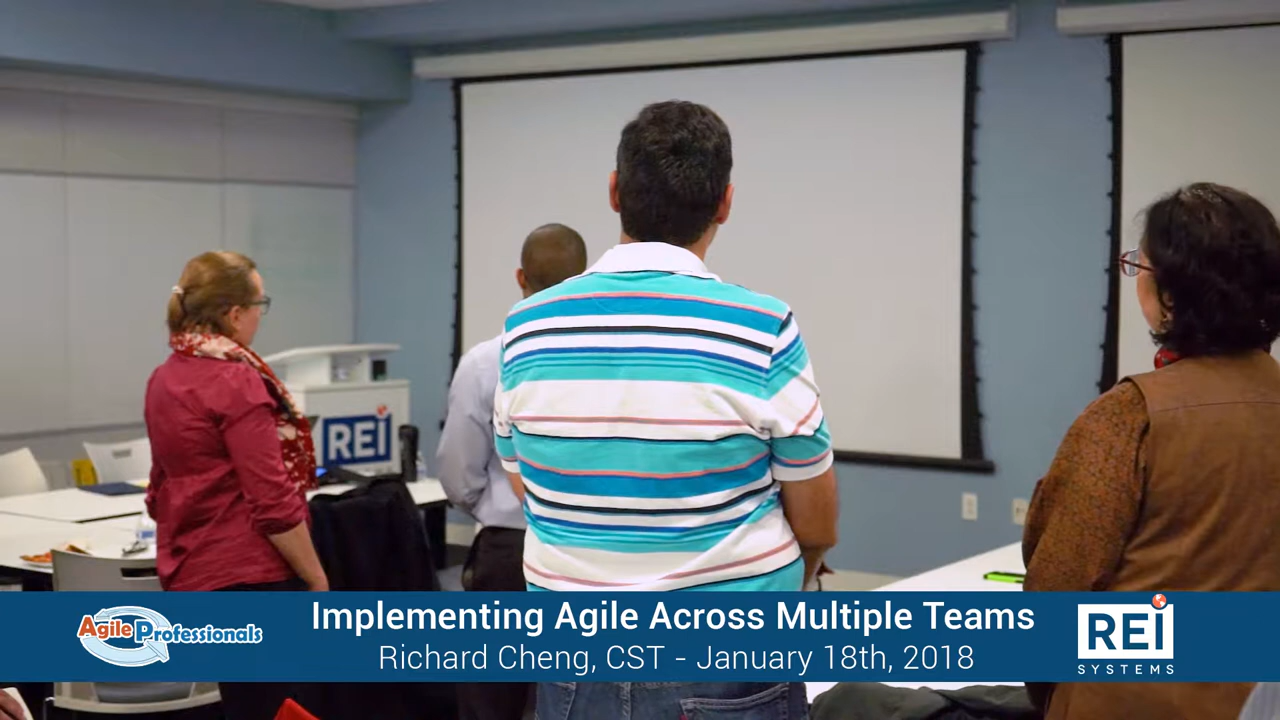 REI
Agile Professionals
Implementing Agile Across Multiple Teams
Richard Cheng, CST - January 18th, 2018
REI
SYSTEMS